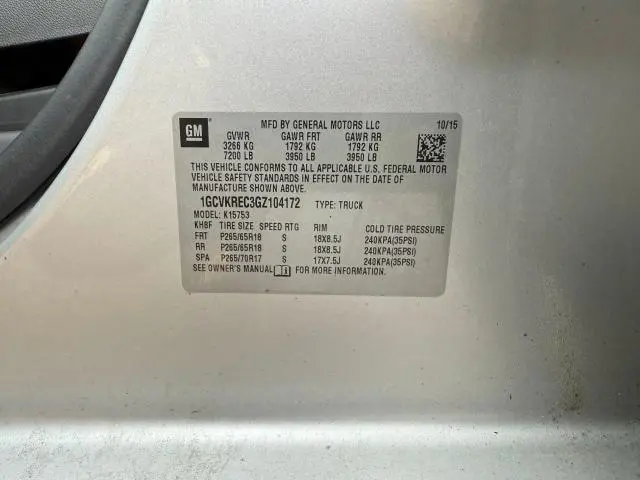 GM
MFD BY GENERAL MOTORS LLC 10/15
GVWR GAWR FRT GAWR RR
3266 KG 1792 KG 1792 KG
7200 LB 3950 LB 3950 LB
THIS VEHICLE CONFORMS TO ALL APPLICABLE U.S. FEDERAL MOTOR
VEHICLE SAFETY STANDARDS IN EFFECT ON THE DATE OF
MANUFACTURE SHOWN ABOVE.
1GCVKREC3GZ104172 TYPE: TRUCK
MODEL: K15753
KH8F TIRE SIZE SPEED RTG RIM COLD TIRE PRESSURE
FRT P265/65R18 S 18X8.5J 240KPA(35PSI)
RR P265/65R18 S 18X8.5J 240KPA(35PSI)
SPA P265/70R17 S 17X7.5J 240KPA(35PSI)
SEE OWNER'S MANUAL FOR MORE INFORMATION.